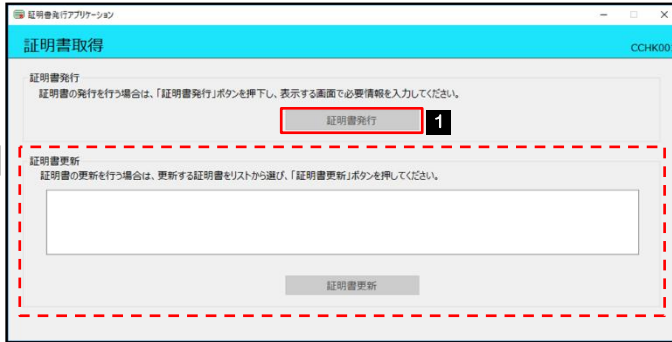 証明書発行アプリケーション
証明書取得
CCHK00
証明書発行
証明書の発行を行う場合は、「証明書発行」ボタンを押下し、表示する画面で必要情報を入力してください。
証明書発行 1
証明書更新
証明書の更新を行う場合は、更新する証明書をリストから選び、「証明書更新」ボタンを押してください。
証明書更新